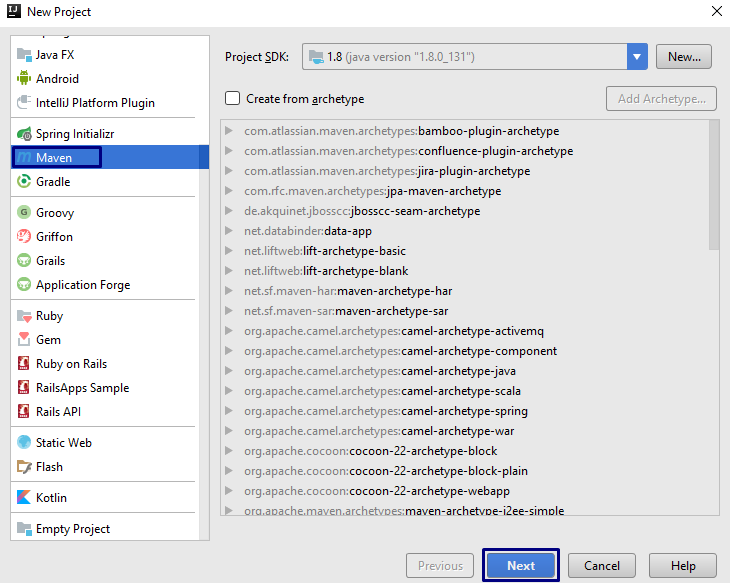 New Project
Java FX
Android
IntelliJ Platform Plugin
Spring Initializr
Maven
Gradle
Groovy
Griffon
Grails
Application Forge
Ruby
Gem
Ruby on Rails
RailsApps Sample
Rails API
Static Web
Flash
Kotlin
Empty Project
Project SDK: 1.8 (java version "1.8.0_131") New...
Create from archetype Add Archetype...
com.atlassian.maven.archetypes:bamboo-plugin-archetype
com.atlassian.maven.archetypes:confluence-plugin-archetype
com.atlassian.maven.archetypes:jira-plugin-archetype
com.rfc.maven.archetypes:jpa-maven-archetype
de.akquinet.jbosscc:jbosscc-seam-archetype
net.databinder:data-app
net.liftweb:lift-archetype-basic
net.liftweb:lift-archetype-blank
net.sf.maven-har:maven-archetype-har
net.sf.maven-sar:maven-archetype-sar
org.apache.camel.archetypes:camel-archetype-activemq
org.apache.camel.archetypes:camel-archetype-component
org.apache.camel.archetypes:camel-archetype-java
org.apache.camel.archetypes:camel-archetype-scala
org.apache.camel.archetypes:camel-archetype-spring
org.apache.camel.archetypes:camel-archetype-war
org.apache.cocoon:cocoon-22-archetype-block
org.apache.cocoon:cocoon-22-archetype-block-plain
org.apache.cocoon:cocoon-22-archetype-webapp
org.apache.maven.archetypes:maven-archetype-j2ee-simple
Previous Next Cancel Help